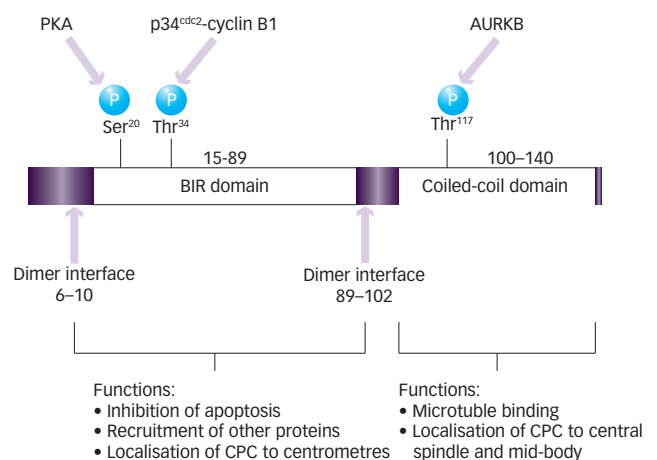 PKA
p34cdc2-cyclin B1
AURKB
P
P
P
Ser20
Thr34
Thr117
15-89
100–140
BIR domain
Coiled-coil domain
Dimer interface
6–10
Dimer interface
89–102
Functions:
• Inhibition of apoptosis
• Recruitment of other proteins
• Localisation of CPC to centrometres
Functions:
• Microtuble binding
• Localisation of CPC to central
spindle and mid-body